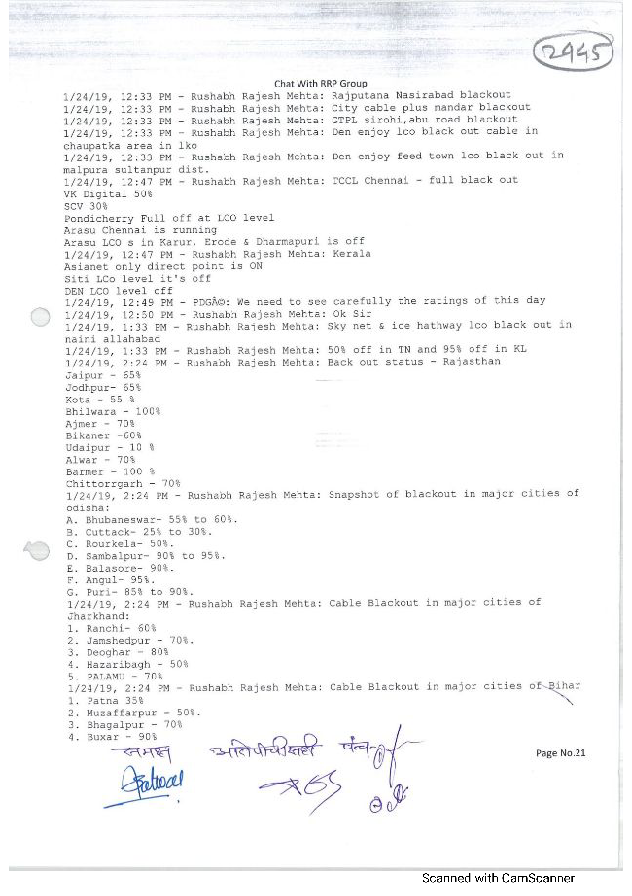 2445
Chat With RRP Group
1/24/19, 12:33 PM - Rushabh Rajesh Mehta: Rajputana Nasirabad blackout
1/24/19, 12:33 PM - Rushabh Rajesh Mehta: City cable plus nandar blackout
1/24/19, 12:33 PM - Rushabh Rajesh Mehta: GTPL sirohi,abu road blackout
1/24/19, 12:33 PM - Rushabh Rajesh Mehta: Den enjoy lco black out cable in
chaupatka area in lko
1/24/19, 12:33 PM - Rushabh Rajesh Mehta: Den enjoy feed town lco black out in
malpura sultanpur dist.
1/24/19, 12:47 PM - Rushabh Rajesh Mehta: TCCL Chennai - full black out
VK Digital 50%
SCV 30%
Pondicherry Full off at LCO level
Arasu Chennai is running
Arasu LCO s in Karur, Erode & Dharmapuri is off
1/24/19, 12:47 PM - Rushabh Rajesh Mehta: Kerala
Asianet only direct point is ON
Siti LCo level it's off
DEN LCO level off
1/24/19, 12:49 PM - PDGÃ©: We need to see carefully the ratings of this day
1/24/19, 12:50 PM - Rushabh Rajesh Mehta: Ok Sir
1/24/19, 1:33 PM - Rushabh Rajesh Mehta: Sky net & ice hathway lco black out in
nairi allahabac
1/24/19, 1:33 PM - Rushabh Rajesh Mehta: 50% off in TN and 95% off in KL
1/24/19, 2:24 PM - Rushabh Rajesh Mehta: Back out status - Rajasthan
Jaipur - 65%
Jodhpur- 65%
Kota - 55 %
Bhilwara - 100%
Ajmer - 70%
Bikaner -60%
Udaipur - 10 %
Alwar - 70%
Barmer - 100 %
Chittorrgarh - 70%
1/24/19, 2:24 PM - Rushabh Rajesh Mehta: Snapshot of blackout in major cities of
odisha:
A. Bhubaneswar- 55% to 60%.
B. Cuttack- 25% to 30%.
C. Rourkela- 50%.
D. Sambalpur- 90% to 95%.
E. Balasore- 90%.
F. Angul- 95%.
G. Puri- 85% to 90%.
1/24/19, 2:24 PM - Rushabh Rajesh Mehta: Cable Blackout in major cities of
Jharkhand:
1. Ranchi- 60%
2. Jamshedpur - 70%.
3. Deoghar - 80%
4. Hazaribagh - 50%
5. PALAMU - 70%
1/24/19, 2:24 PM - Rushabh Rajesh Mehta: Cable Blackout in major cities of Bihar
1. Patna 35%
2. Muzaffarpur - 50%.
3. Bhagalpur - 70%
4. Buxar - 90%
समक्ष पंच-
Page No.21
Scanned with CamScanner